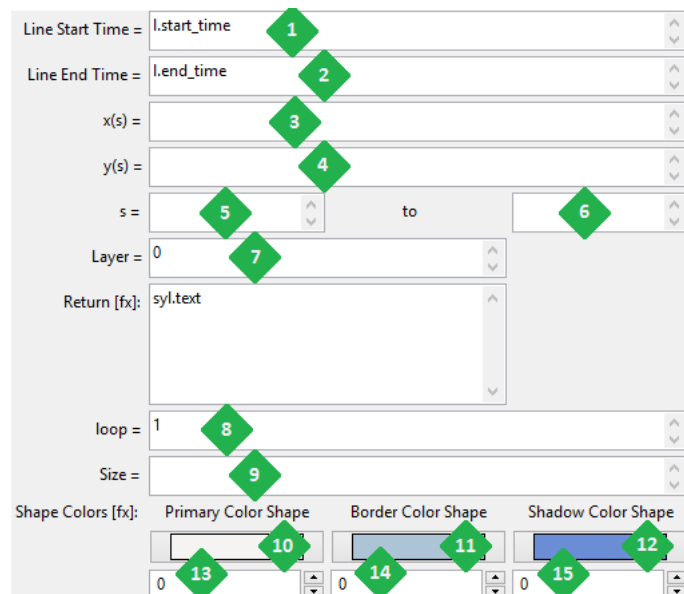 Line Start Time = l.start_time 1
Line End Time = l.end_time 2
x(s) = 3
y(s) = 4
s = 5 to 6
Layer = 0 7
Return [fx]: syl.text
loop = 1 8
Size = 9
Shape Colors [fx]: Primary Color Shape Border Color Shape Shadow Color Shape
10 11 12
0 13 0 14 0 15